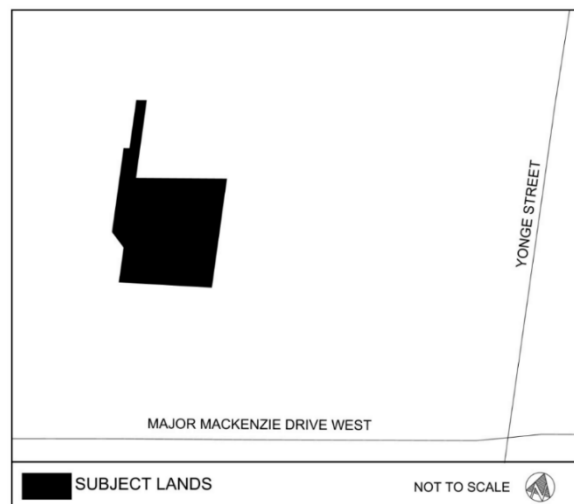 YONGE STREET
MAJOR MACKENZIE DRIVE WEST
SUBJECT LANDS
NOT TO SCALE